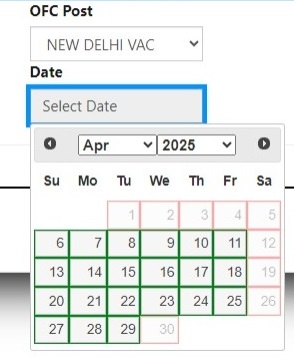 OFC Post
NEW DELHI VAC
Date
Select Date
Apr 2025
Su Mo Tu We Th Fr Sa
1 2 3 4 5
6 7 8 9 10 11 12
13 14 15 16 17 18 19
20 21 22 23 24 25 26
27 28 29 30